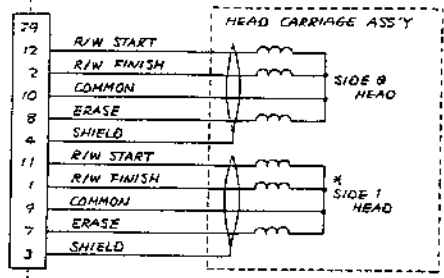 HEAD CARRIAGE ASS'Y
12 R/W START
2 R/W FINISH
10 COMMON
8 ERASE
4 SHIELD
SIDE 0
HEAD
11 R/W START
1 R/W FINISH
9 COMMON
7 ERASE
3 SHIELD
*
SIDE 1
HEAD